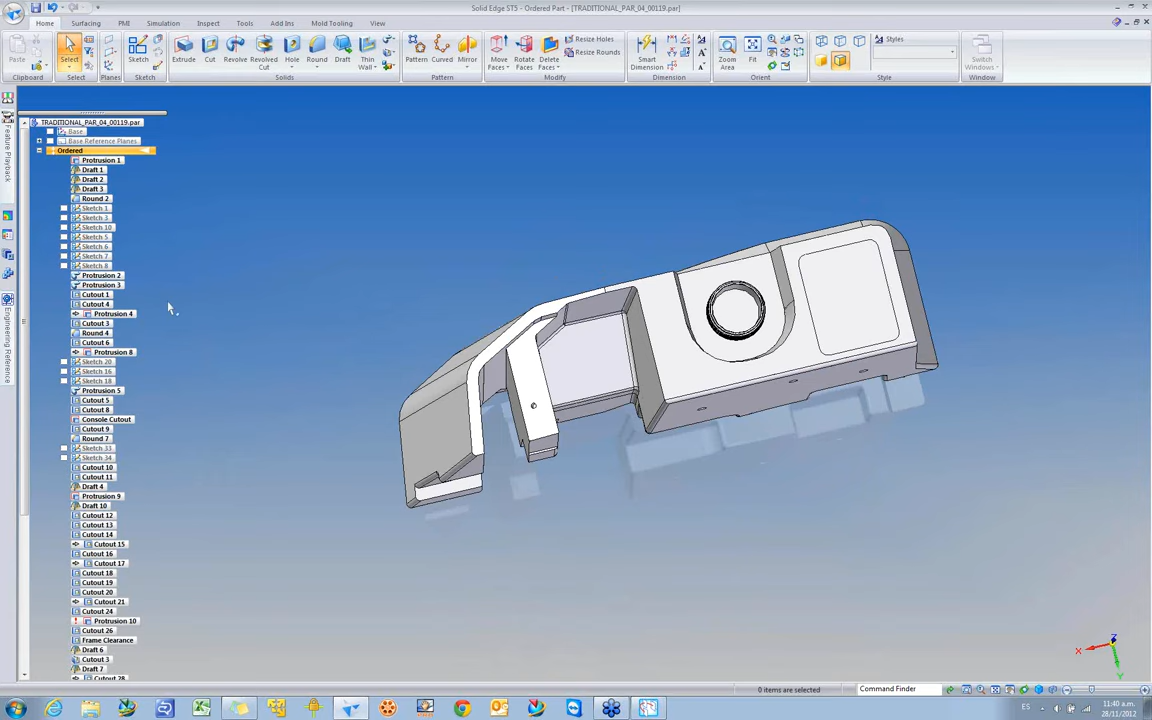 Solid Edge ST5 - Ordered Part - [TRADITIONAL_PAR_04_00119.par]
Home Surfacing PMI Simulation Inspect Tools Add Ins Mold Tooling View
Resize Holes
Resize Rounds
Styles
Paste Select Sketch Extrude Cut Revolve Revolved Cut Hole Round Draft Thin Wall Pattern Curved Mirror Move Faces Rotate Faces Delete Faces Smart Dimension Zoom Area Fit Switch Windows
Clipboard Select Planes Sketch Solids Pattern Modify Dimension Orient Style Window
Feature Playback
Engineering Reference
TRADITIONAL_PAR_04_00119.par
Base
Base Reference Planes
Ordered
Protrusion 1
Draft 1
Draft 2
Draft 3
Round 2
Sketch 1
Sketch 3
Sketch 10
Sketch 5
Sketch 6
Sketch 7
Sketch 8
Protrusion 2
Protrusion 3
Cutout 1
Cutout 4
Protrusion 4
Cutout 3
Round 4
Cutout 6
Protrusion 8
Sketch 20
Sketch 16
Sketch 18
Protrusion 5
Cutout 5
Cutout 8
Console Cutout
Cutout 9
Round 7
Sketch 33
Sketch 34
Cutout 10
Cutout 11
Draft 4
Protrusion 9
Draft 10
Cutout 12
Cutout 13
Cutout 14
Cutout 15
Cutout 16
Cutout 17
Cutout 18
Cutout 19
Cutout 20
Cutout 21
Cutout 24
Protrusion 10
Cutout 26
Frame Clearance
Draft 6
Cutout 3
Draft 7
Cutout 28
X
Z
Y
0 items are selected
Command Finder
ES
11:40 a.m.
28/11/2012